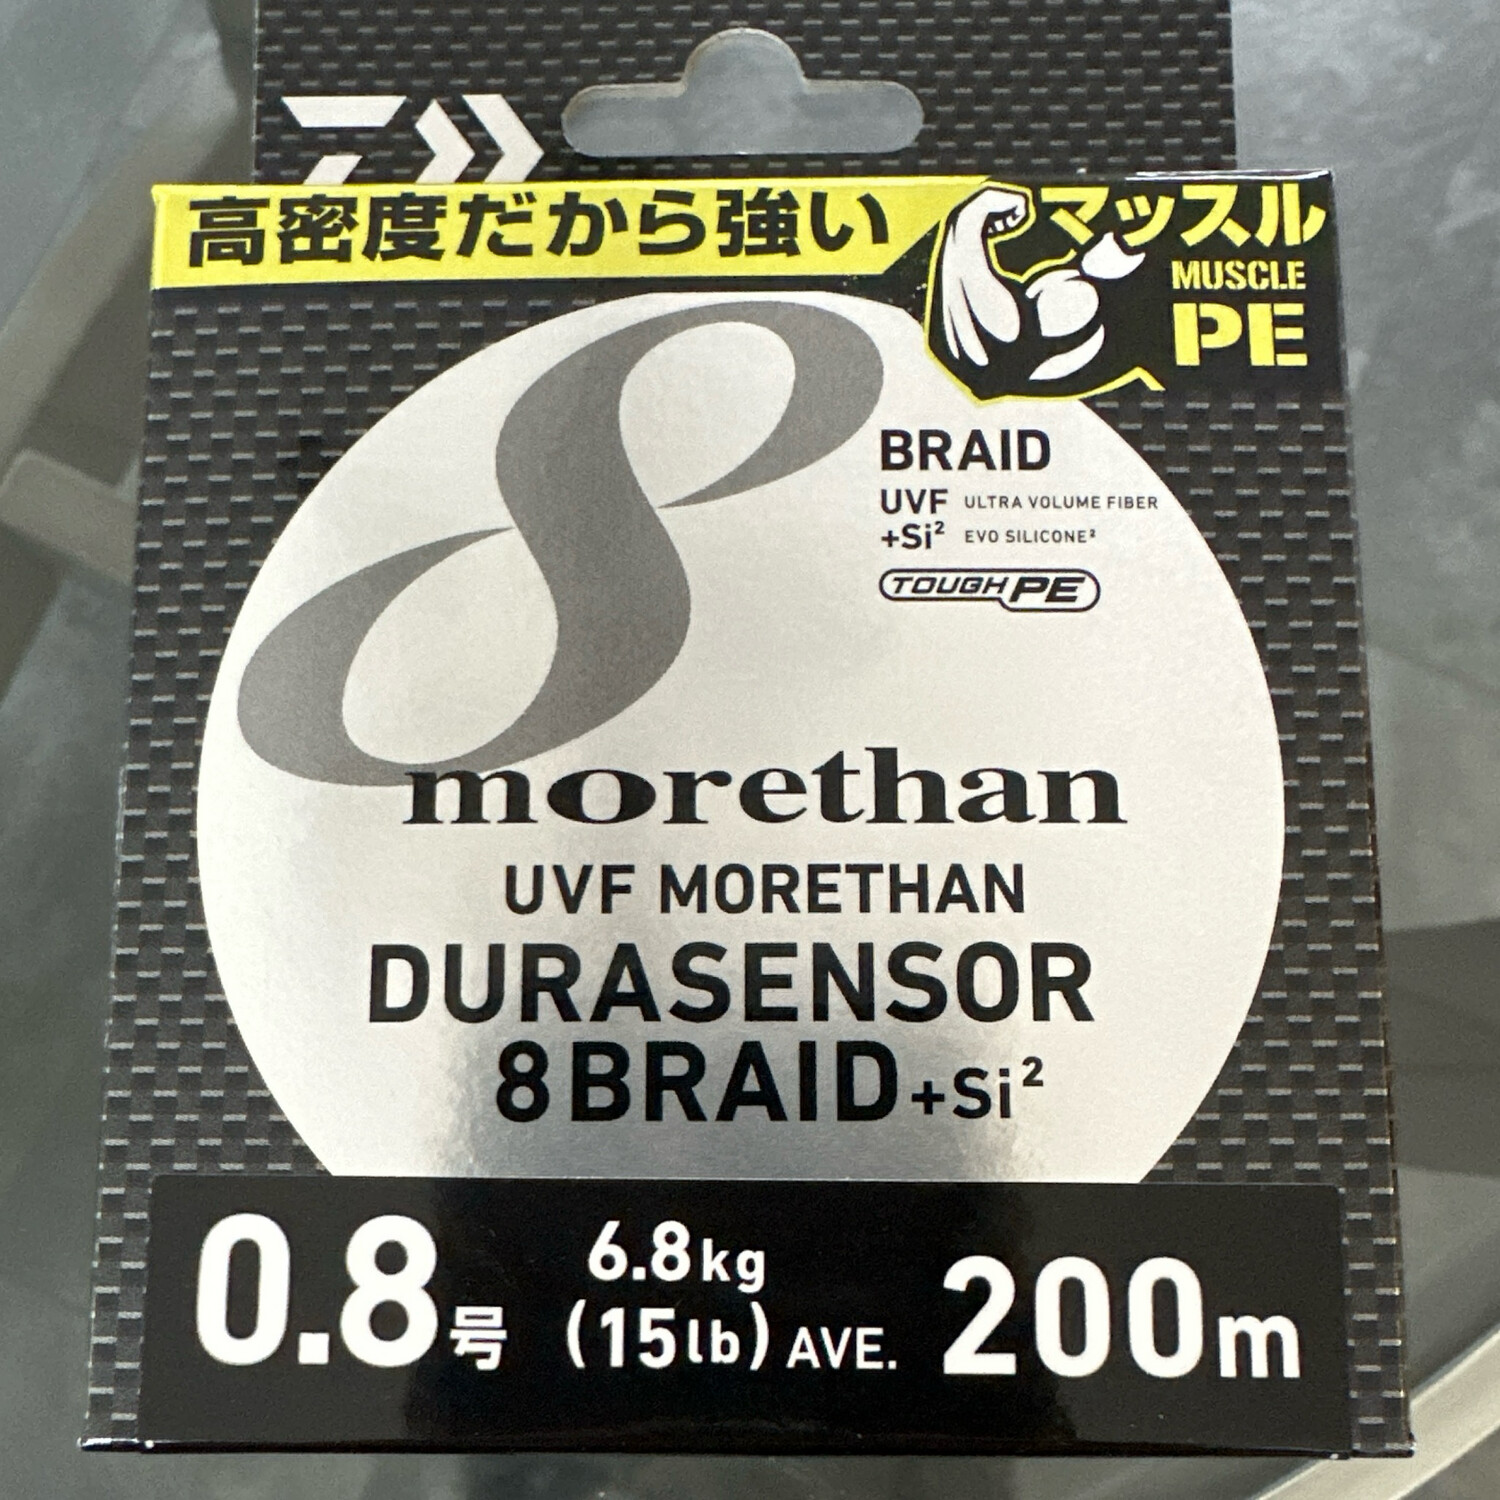 高密度だから強い
マッスル
MUSCLE
PE
BRAID
UVF ULTRA VOLUME FIBER
+Si² EVO SILICONE²
TOUGH PE
morethan
UVF MORETHAN
DURASENSOR
8BRAID+Si²
0.8号 6.8kg (15lb) AVE. 200m